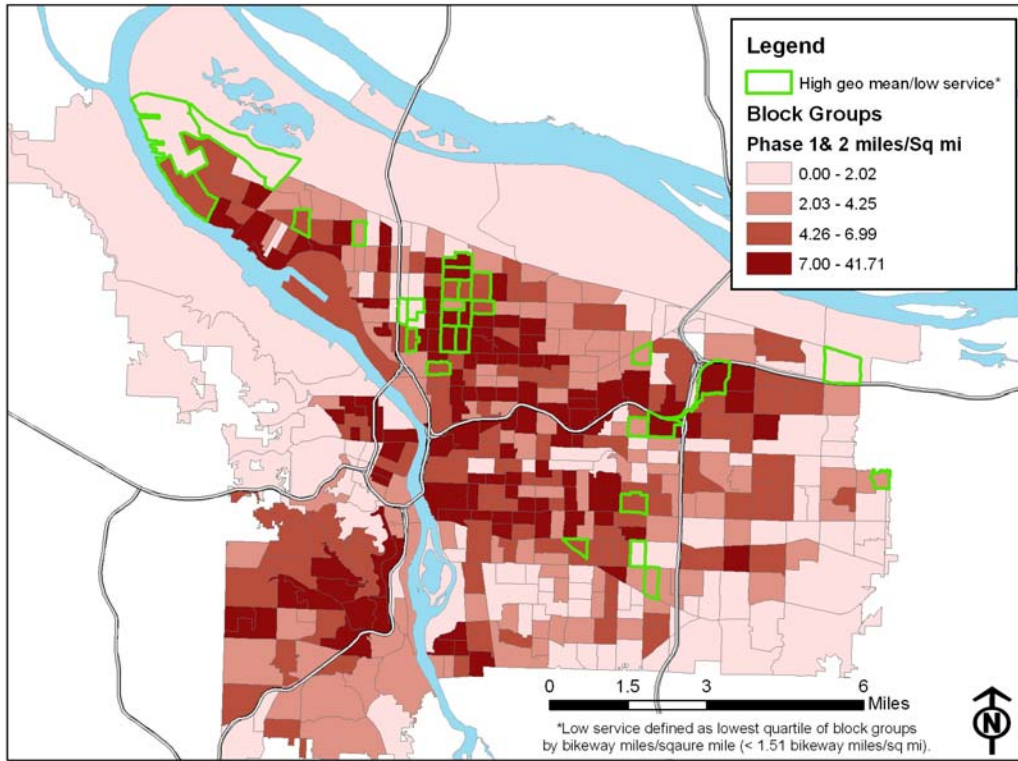 Legend
High geo mean/low service*
Block Groups
Phase 1& 2 miles/Sq mi
0.00 - 2.02
2.03 - 4.25
4.26 - 6.99
7.00 - 41.71
0 1.5 3 6
Miles
*Low service defined as lowest quartile of block groups
by bikeway miles/sqaure mile (< 1.51 bikeway miles/sq mi).
N